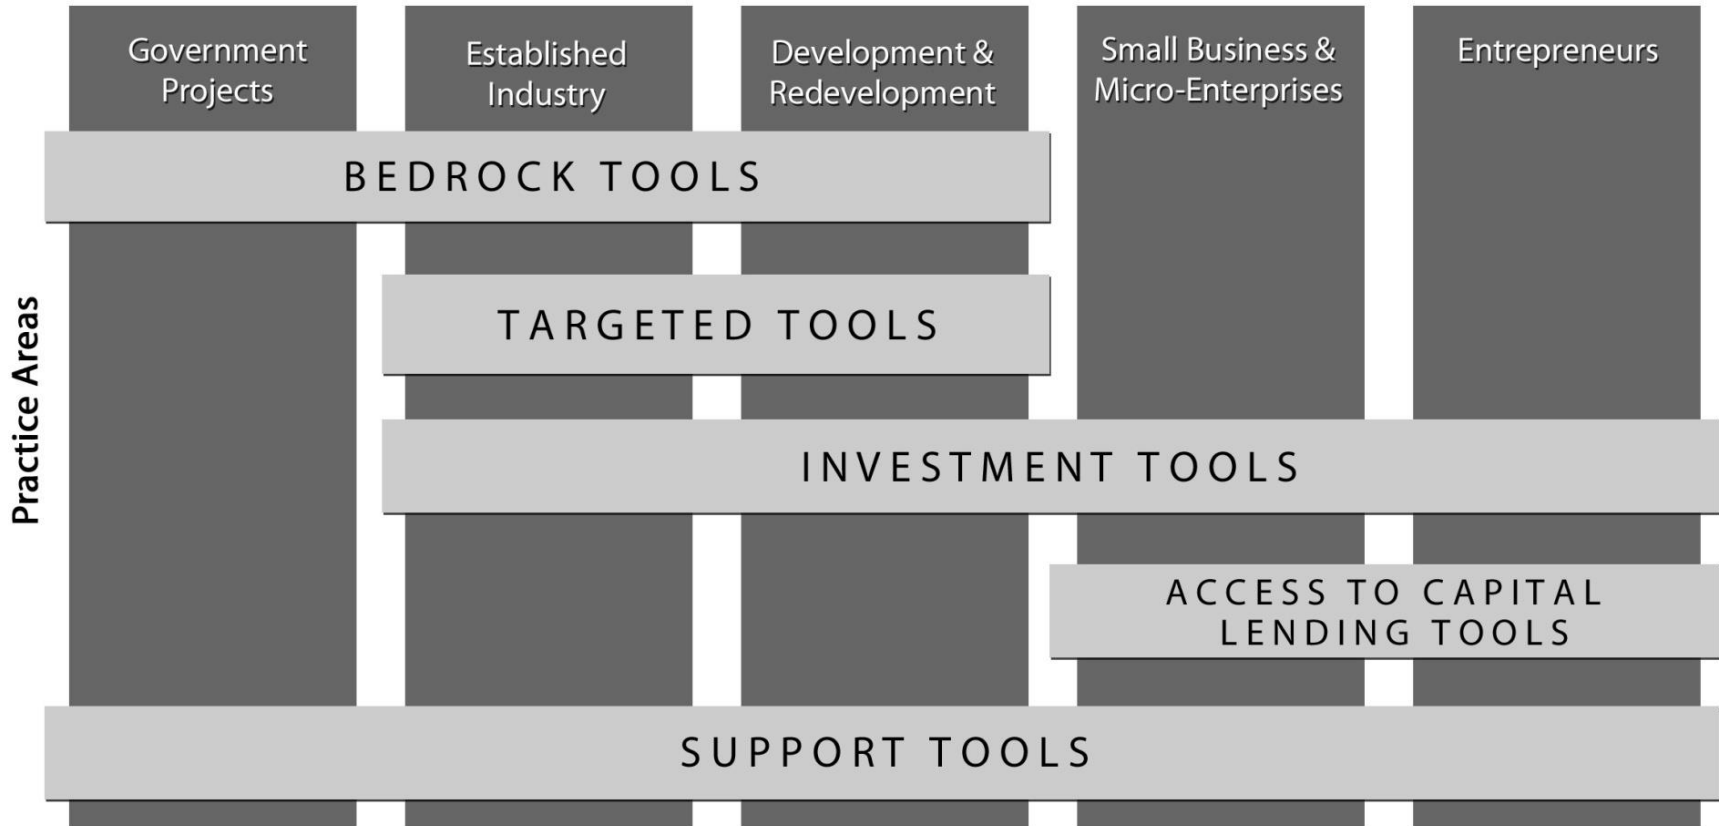 Government
Projects
Established
Industry
Development &
Redevelopment
Small Business &
Micro-Enterprises
Entrepreneurs
BEDROCK TOOLS
TARGETED TOOLS
INVESTMENT TOOLS
ACCESS TO CAPITAL
LENDING TOOLS
SUPPORT TOOLS
Practice Areas